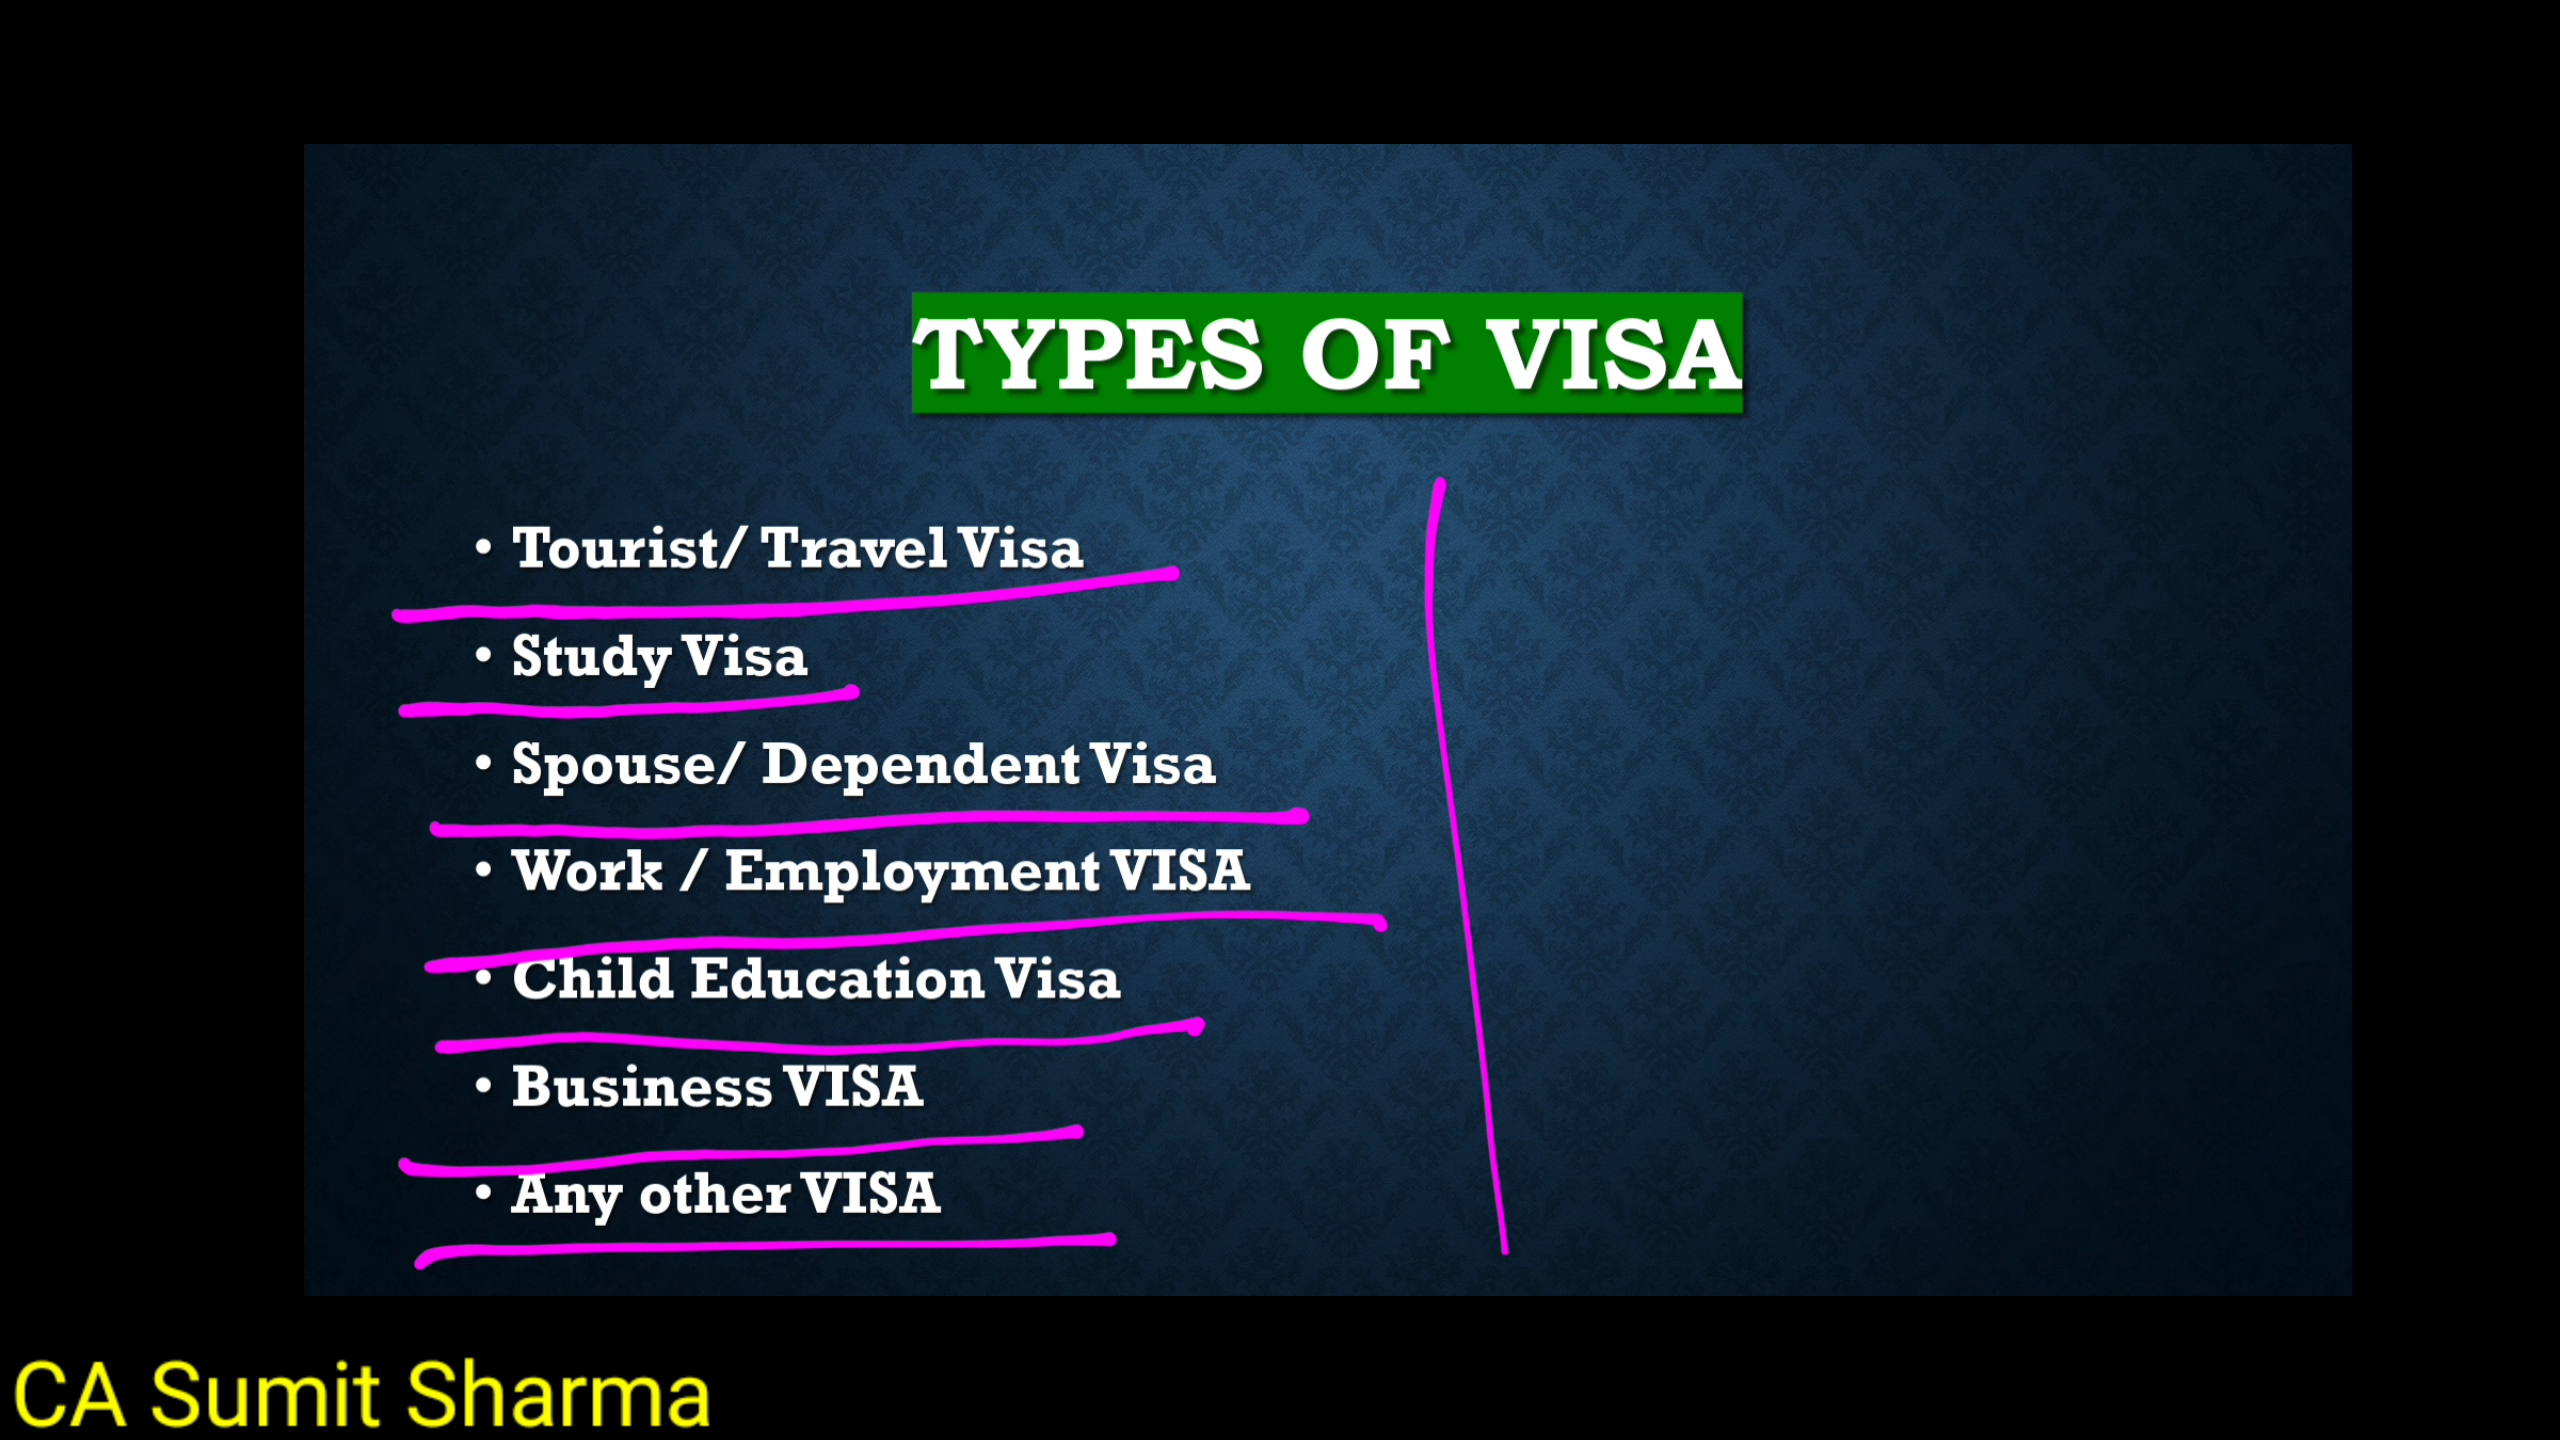 TYPES OF VISA
• Tourist/ Travel Visa
• Study Visa
• Spouse/ Dependent Visa
• Work / Employment VISA
• Child Education Visa
• Business VISA
• Any other VISA
CA Sumit Sharma